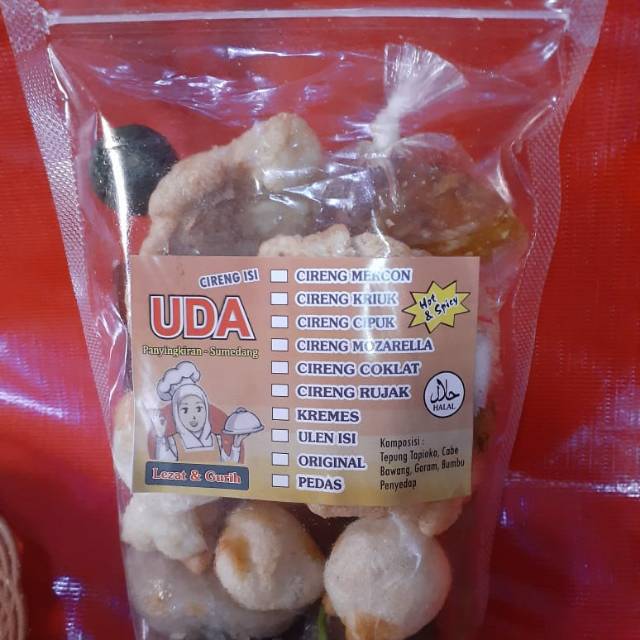 CIRENG ISI
UDA
Panyingkiran - Sumedang
CIRENG MERCON
CIRENG KRIUK
CIRENG CIPUK
CIRENG MOZARELLA
CIRENG COKLAT
CIRENG RUJAK
KREMES
ULEN ISI
ORIGINAL
PEDAS
Hot
& Spicy
حلال
HALAL
Lezat & Gurih
Komposisi :
Tepung Tapioka, Cabe
Bawang, Garam, Bumbu
Penyedap